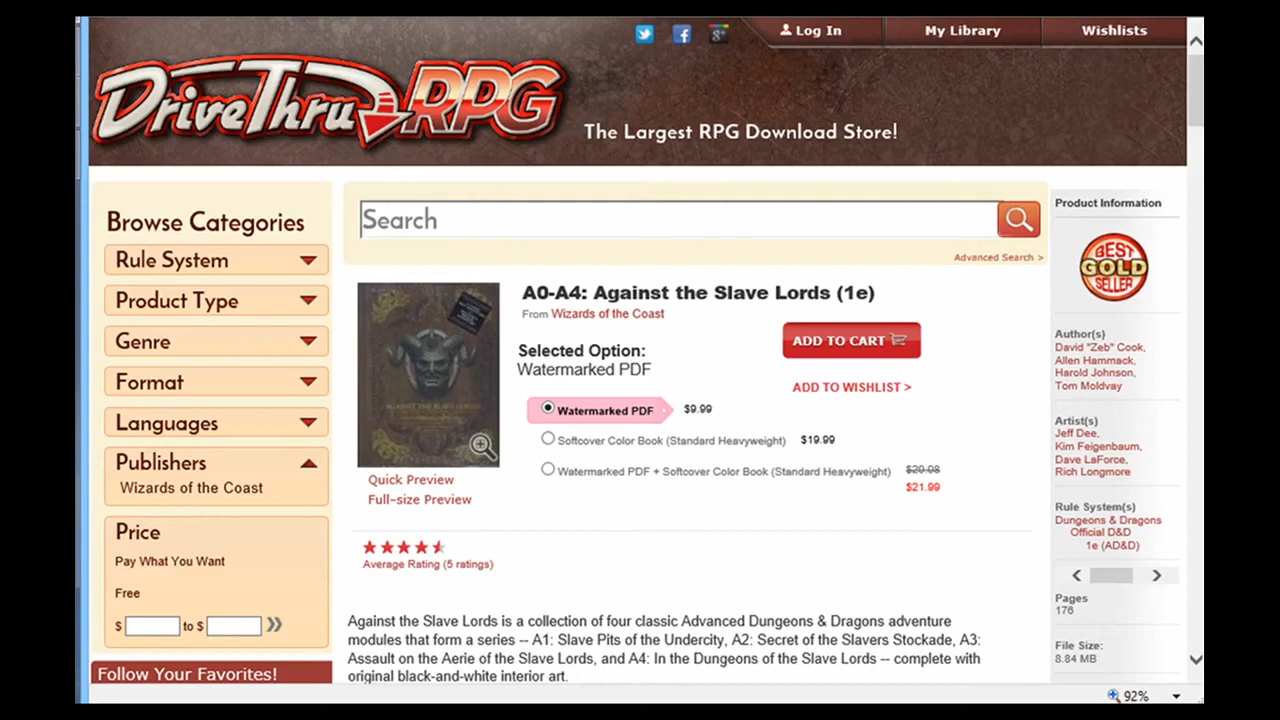 Log In
My Library
Wishlists
DriveThruRPG
The Largest RPG Download Store!
Browse Categories
Rule System
Product Type
Genre
Format
Languages
Publishers
Wizards of the Coast
Price
Pay What You Want
Free
$ to $
Follow Your Favorites!
Search
Advanced Search >
A0-A4: Against the Slave Lords (1e)
From Wizards of the Coast
ADD TO CART
ADD TO WISHLIST >
Selected Option:
Watermarked PDF
Watermarked PDF $9.99
Softcover Color Book (Standard Heavyweight) $19.99
Watermarked PDF + Softcover Color Book (Standard Heavyweight) $29.98
$21.99
AGAINST THE SLAVE LORDS
Quick Preview
Full-size Preview
Average Rating (5 ratings)
Against the Slave Lords is a collection of four classic Advanced Dungeons & Dragons adventure
modules that form a series -- A1: Slave Pits of the Undercity, A2: Secret of the Slavers Stockade, A3:
Assault on the Aerie of the Slave Lords, and A4: In the Dungeons of the Slave Lords -- complete with
original black-and-white interior art.
Product Information
BEST
GOLD
SELLER
Author(s)
David "Zeb" Cook,
Allen Hammack,
Harold Johnson,
Tom Moldvay
Artist(s)
Jeff Dee,
Kim Feigenbaum,
Dave LaForce,
Rich Longmore
Rule System(s)
Dungeons & Dragons
Official D&D
1e (AD&D)
Pages
176
File Size:
8.84 MB
92%